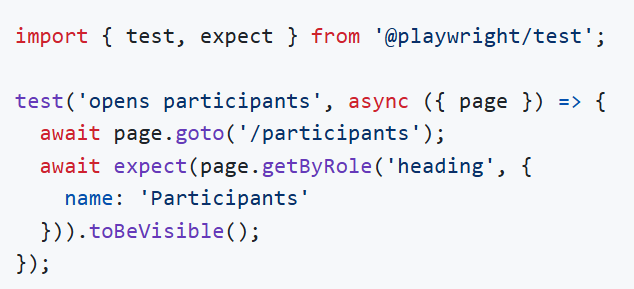 import { test, expect } from '@playwright/test';
test('opens participants', async ({ page }) => {
  await page.goto('/participants');
  await expect(page.getByRole('heading', {
    name: 'Participants'
  })).toBeVisible();
});